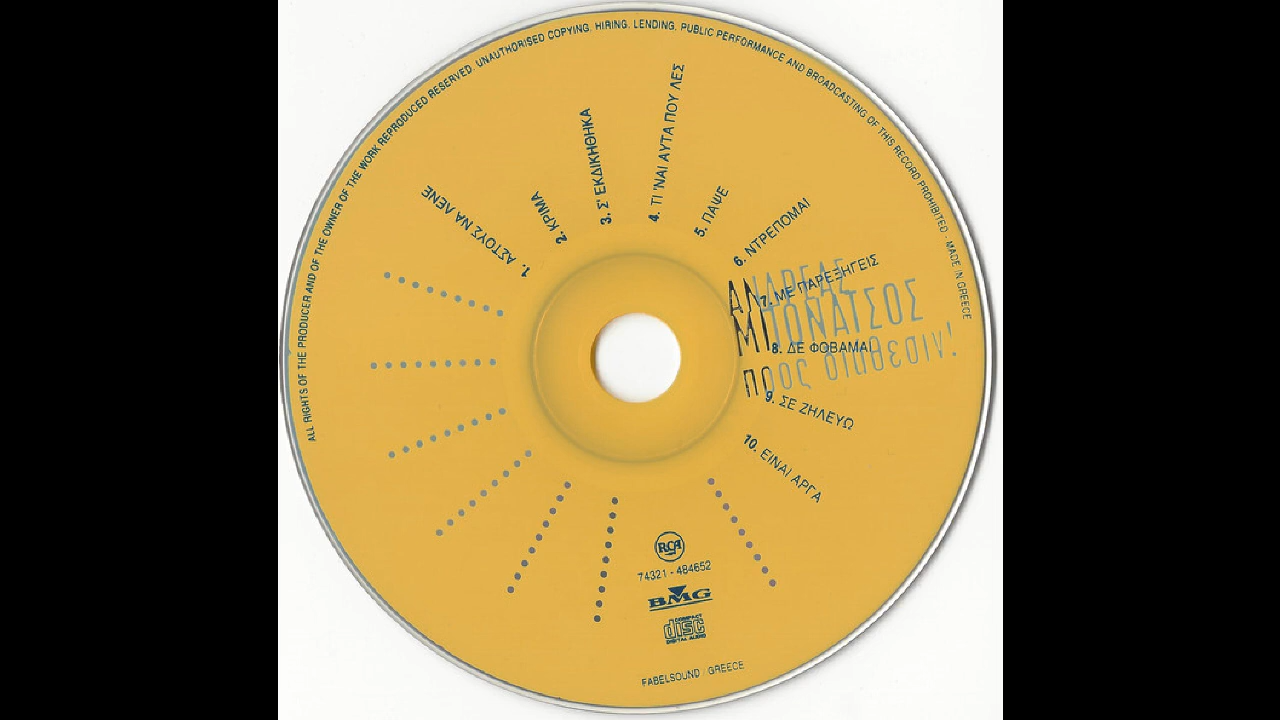 ALL RIGHTS OF THE PRODUCER AND OF THE OWNER OF THE WORK REPRODUCED RESERVED. UNAUTHORISED COPYING, HIRING, LENDING, PUBLIC PERFORMANCE AND BROADCASTING OF THIS RECORD PROHIBITED - MADE IN GREECE
1. ΑΣΤΟΥΣ ΝΑ ΛΕΝΕ
2. ΚΡΙΜΑ
3. Σ' ΕΚΔΙΚΗΘΗΚΑ
4. ΤΙ 'ΝΑΙ ΑΥΤΑ ΠΟΥ ΛΕΣ
5. ΠΑΨΕ
6. ΝΤΡΕΠΟΜΑΙ
7. ΜΕ ΠΑΡΕΞΗΓΕΙΣ
8. ΔΕ ΦΟΒΑΜΑΙ
9. ΣΕ ΖΗΛΕΥΩ
10. ΕΙΝΑΙ ΑΡΓΑ
ΑΝΔΡΕΑΣ
ΜΠΟΝΑΤΣΟΣ
RCA
74321 - 484652
BMG
COMPACT
disc
DIGITAL AUDIO
FABELSOUND / GREECE